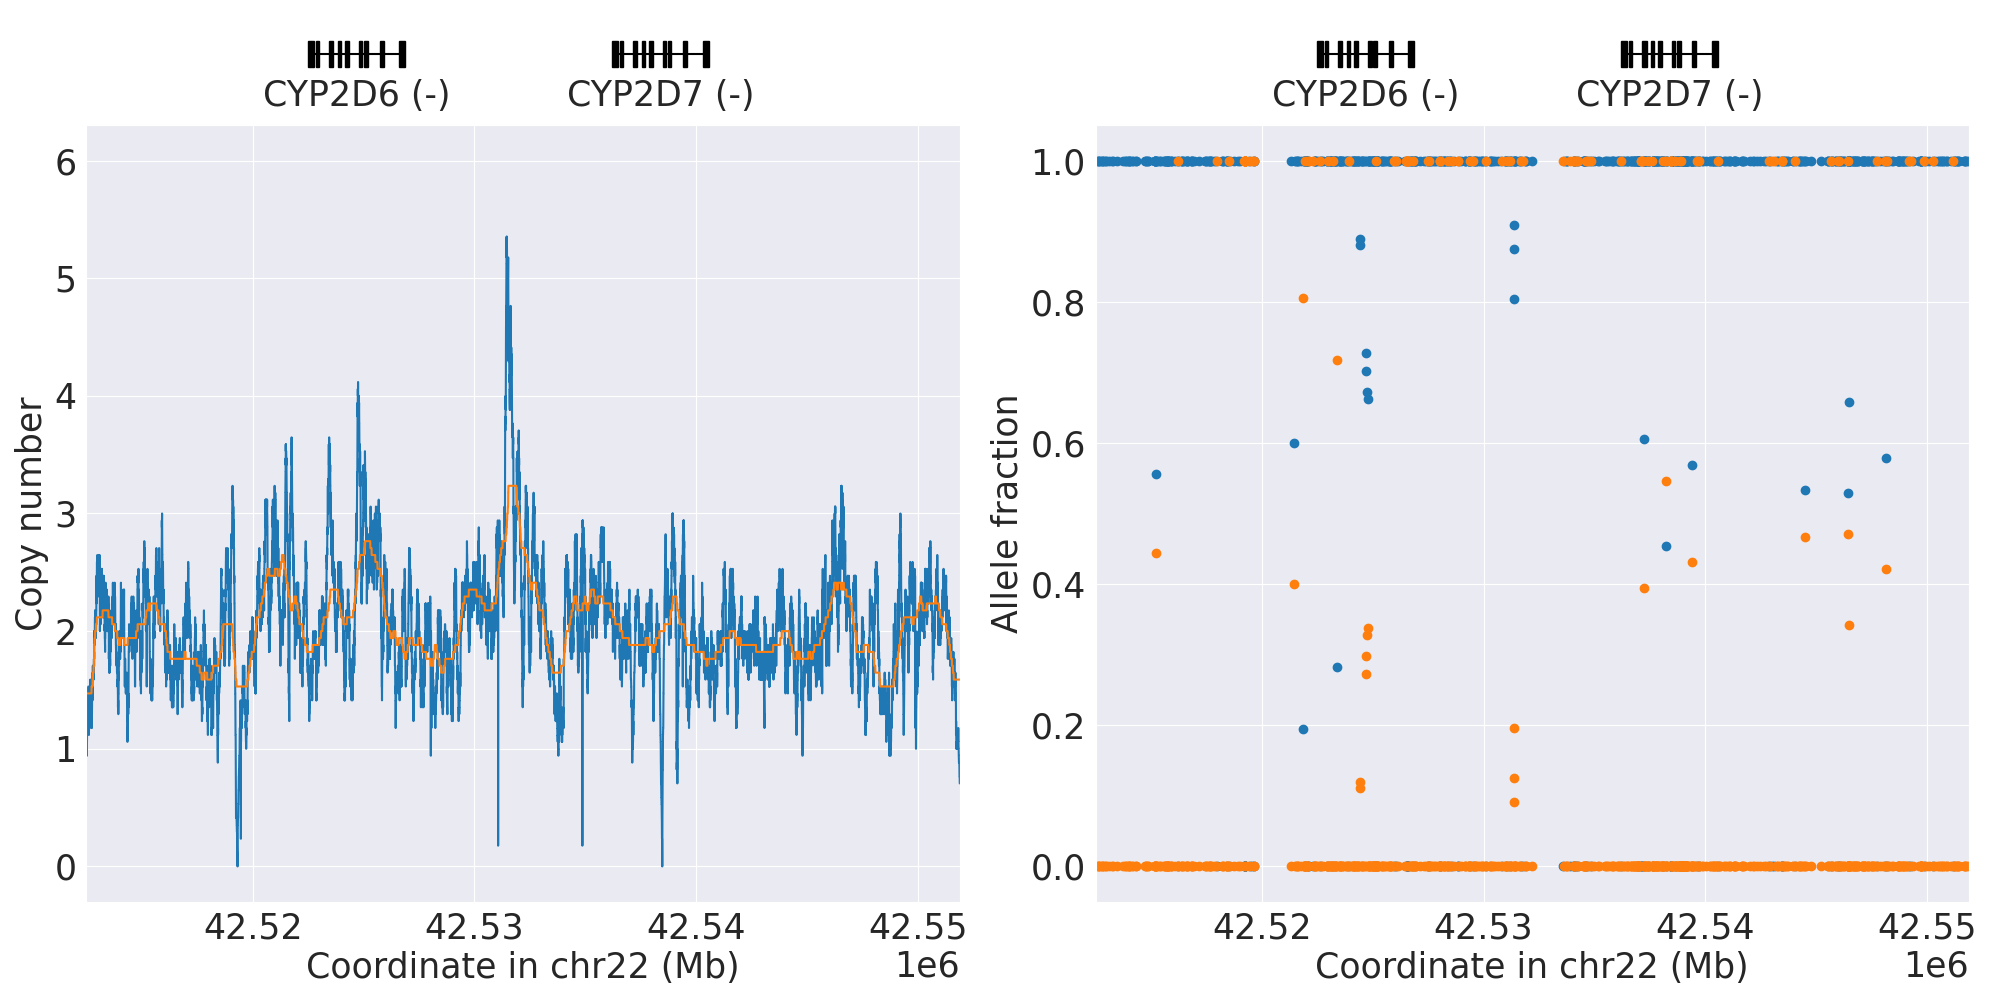 CYP2D6 (-) CYP2D7 (-)
6
5
4
3
2
1
0
Copy number
42.52 42.53 42.54 42.55
Coordinate in chr22 (Mb) 1e6
CYP2D6 (-) CYP2D7 (-)
1.0
0.8
0.6
0.4
0.2
0.0
Allele fraction
42.52 42.53 42.54 42.55
Coordinate in chr22 (Mb) 1e6